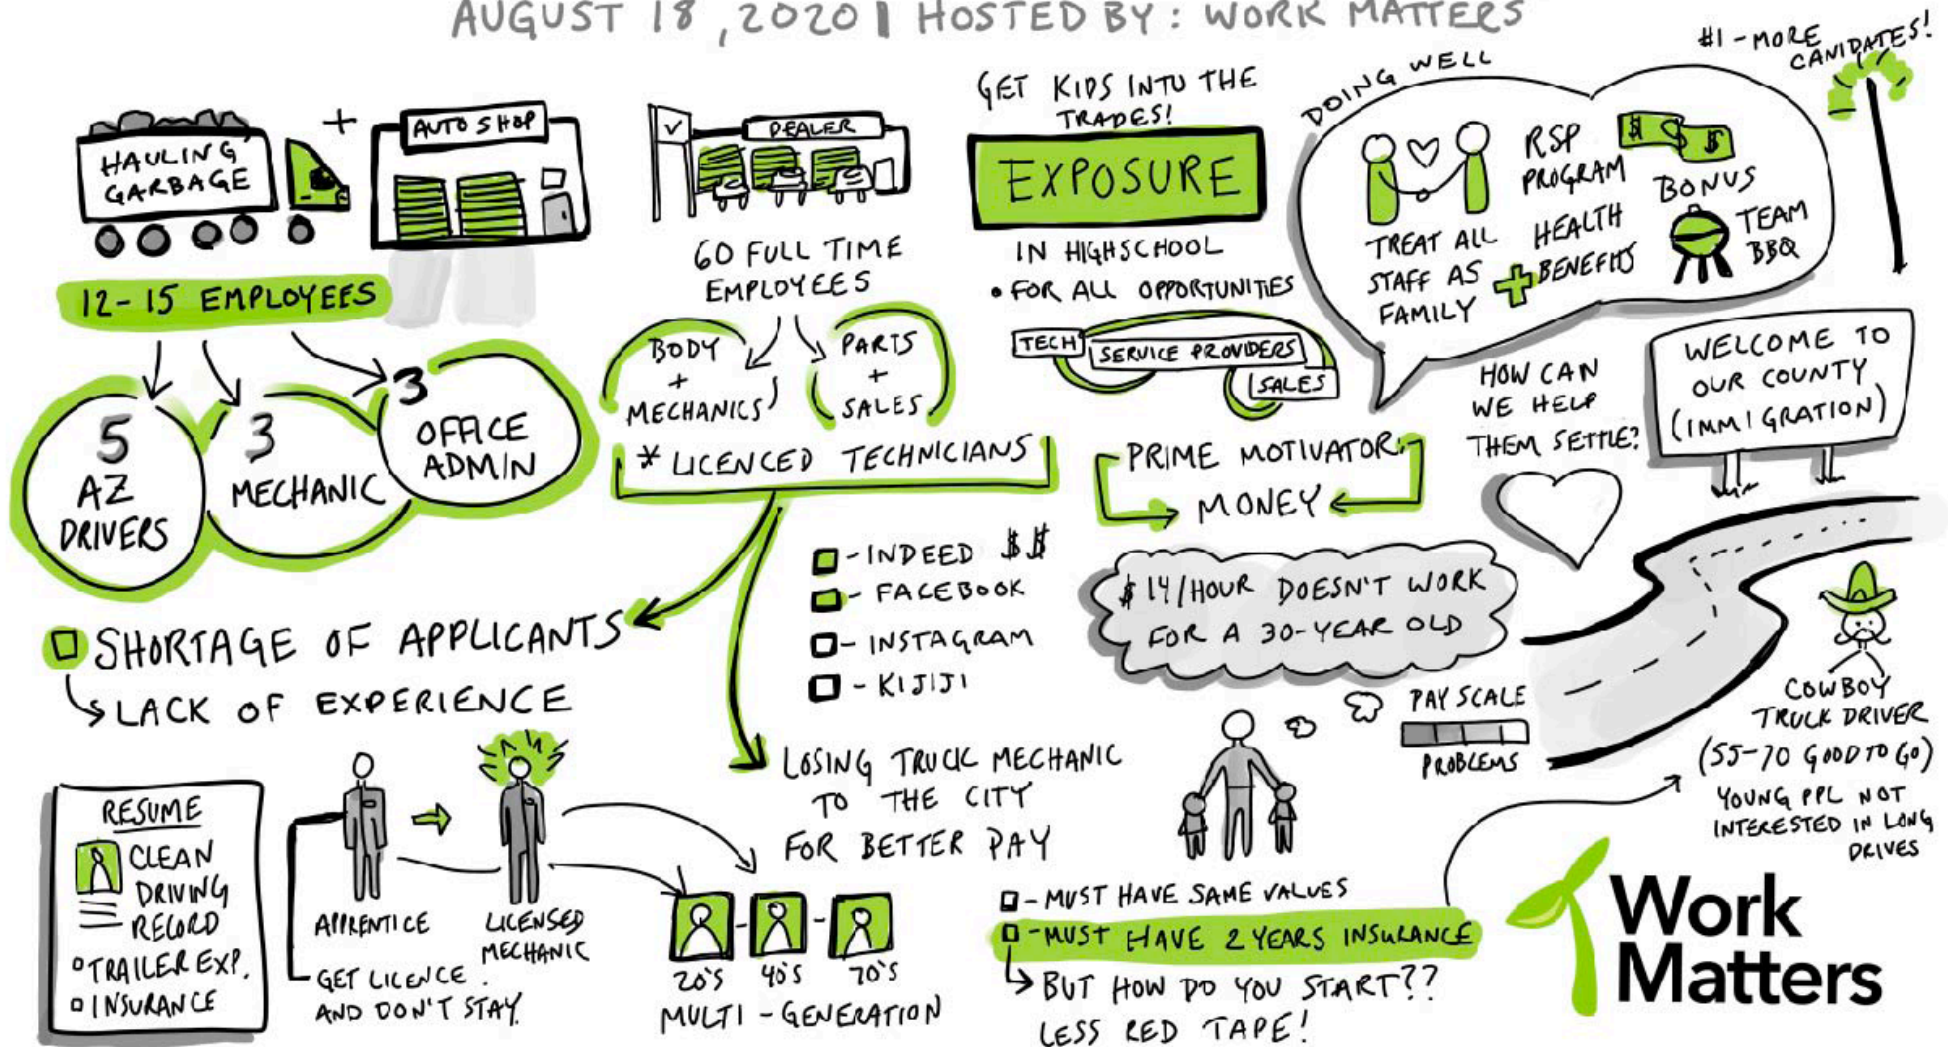 AUGUST 18, 2020 | HOSTED BY: WORK MATTERS
HAULING
GARBAGE
+
AUTO SHOP
12-15 EMPLOYEES
5
AZ
DRIVERS
3
MECHANIC
3
OFFICE
ADMIN
DEALER
60 FULL TIME
EMPLOYEES
BODY
+
MECHANICS
PARTS
+
SALES
* LICENCED TECHNICIANS
SHORTAGE OF APPLICANTS
LACK OF EXPERIENCE
- INDEED $$
- FACEBOOK
- INSTAGRAM
- KIJIJI
LOSING TRUCK MECHANIC
TO THE CITY
FOR BETTER PAY
RESUME
CLEAN
DRIVING
RECORD
TRAILER EXP.
INSURANCE
APPRENTICE
LICENSED
MECHANIC
GET LICENCE
AND DON'T STAY
20'S - 40'S - 70'S
MULTI-GENERATION
GET KIDS INTO THE
TRADES!
EXPOSURE
IN HIGHSCHOOL
• FOR ALL OPPORTUNITIES
TECH
SERVICE PROVIDERS
SALES
PRIME MOTIVATOR:
MONEY
$14/HOUR DOESN'T WORK
FOR A 30-YEAR OLD
PAY SCALE
PROBLEMS
- MUST HAVE SAME VALUES
- MUST HAVE 2 YEARS INSURANCE
BUT HOW DO YOU START??
LESS RED TAPE!
DOING WELL
TREAT ALL
STAFF AS
FAMILY
RSP
PROGRAM
+ HEALTH
BENEFITS
$ $
BONUS
TEAM
BBQ
#1 - MORE
CANIDATES!
HOW CAN
WE HELP
THEM SETTLE?
WELCOME TO
OUR COUNTY
(IMMIGRATION)
COWBOY
TRUCK DRIVER
(55-70 GOOD TO GO)
YOUNG PPL NOT
INTERESTED IN LONG
DRIVES
Work
Matters